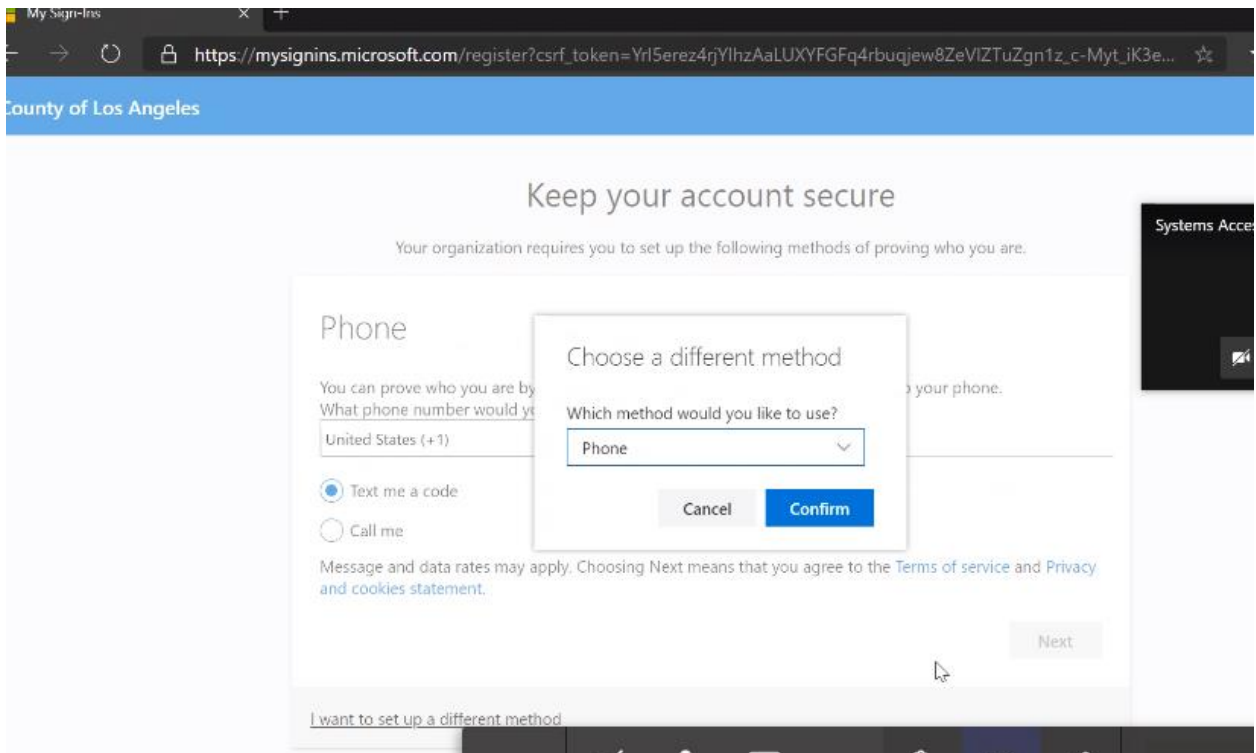 My Sign-Ins
https://mysignins.microsoft.com/register?csrf_token=YrI5erez4rjYIhzAaLUXYFGFq4rbuqjew8ZeVIZTuZgn1z_c-Myt_iK3e...
County of Los Angeles
Keep your account secure
Your organization requires you to set up the following methods of proving who you are.
Systems Acces
Phone
You can prove who you are by
your phone.
What phone number would yo
United States (+1)
Choose a different method
Which method would you like to use?
Phone
Cancel
Confirm
Text me a code
Call me
Message and data rates may apply. Choosing Next means that you agree to the Terms of service and Privacy
and cookies statement.
Next
I want to set up a different method